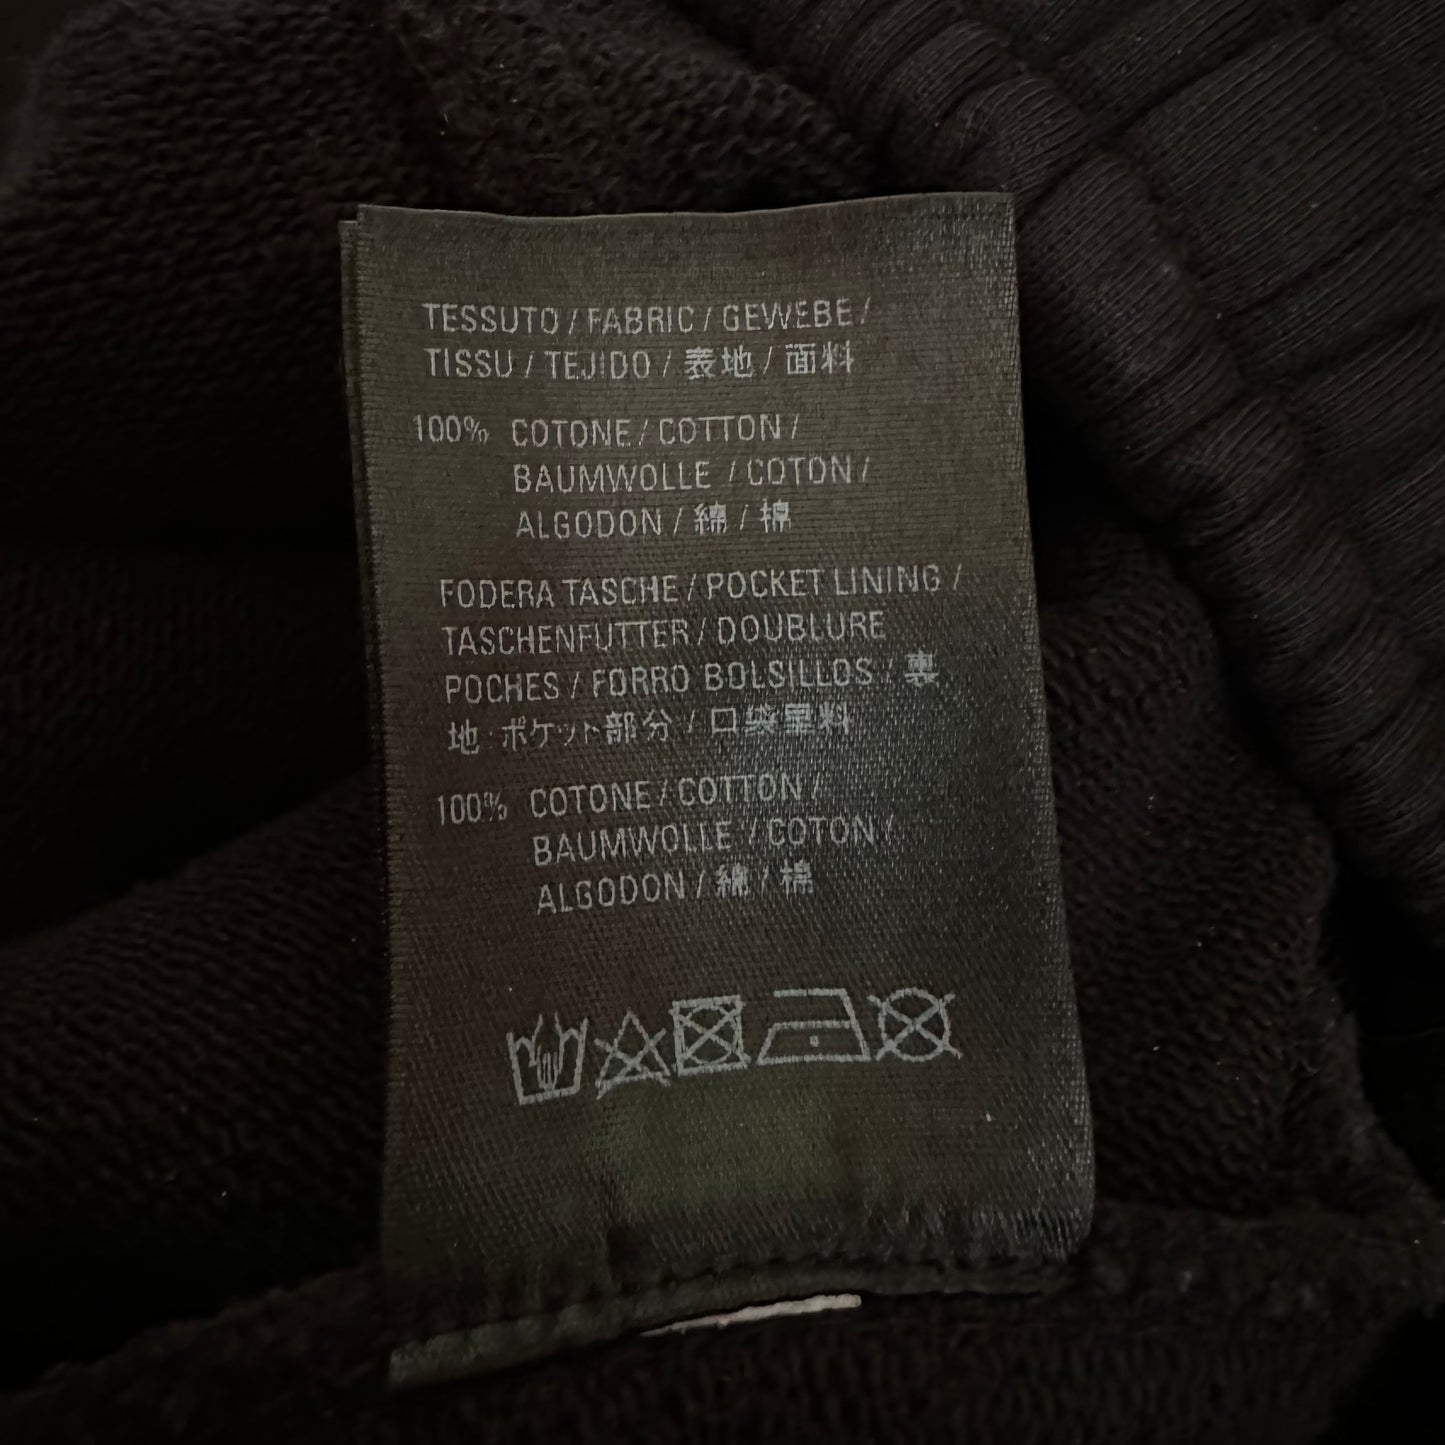 TESSUTO / FABRIC / GEWEBE /
TISSU / TEJIDO / 表地 / 面料
100% COTONE / COTTON /
BAUMWOLLE / COTON /
ALGODON / 綿 / 棉
FODERA TASCHE / POCKET LINING /
TASCHENFUTTER / DOUBLURE
POCHES / FORRO BOLSILLOS / 裏
地・ポケット部分 / 口袋里料
100% COTONE / COTTON /
BAUMWOLLE / COTON /
ALGODON / 綿 / 棉